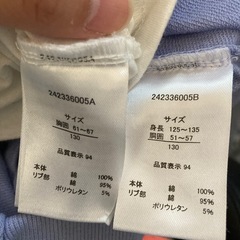 242336005A
サイズ
胸囲 61~67
130
品質表示 94
本体 綿 100%
リブ部 綿 95%
ポリウレタン 5%
242336005B
サイズ
身長 125~135
胴囲 51~57
130
品質表示 94
本体 綿 100%
リブ部 綿 95%
ポリウレタン 5%